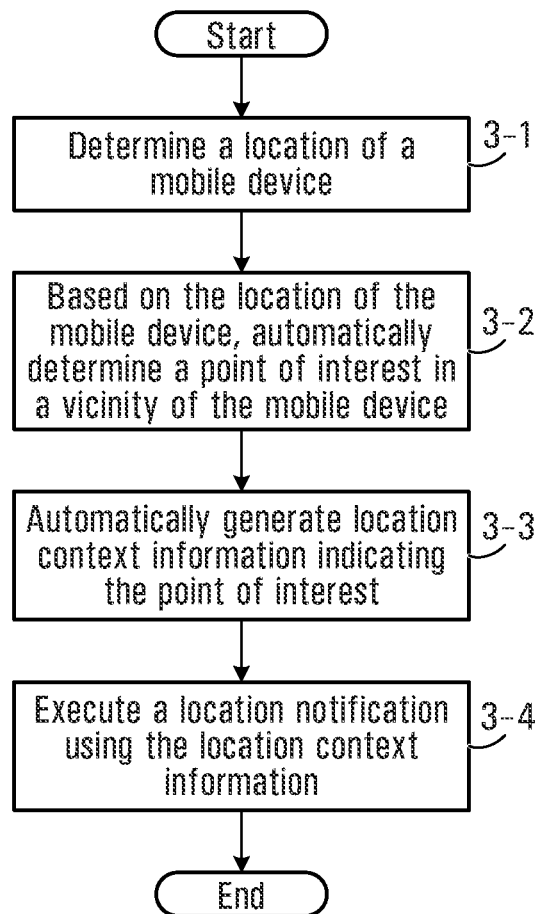 Start
Determine a location of a
mobile device
3-1
Based on the location of the
mobile device, automatically
determine a point of interest in
a vicinity of the mobile device
3-2
Automatically generate location
context information indicating
the point of interest
3-3
Execute a location notification
using the location context
information
3-4
End